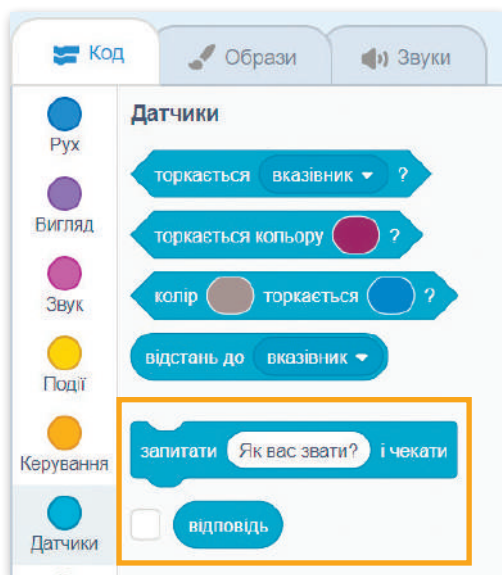 Код Образи Звуки
Датчики
Рух
Вигляд
Звук
Події
Керування
Датчики
торкається вказівник ?
торкається кольору ?
колір торкається ?
відстань до вказівник
запитати Як вас звати? і чекати
відповідь